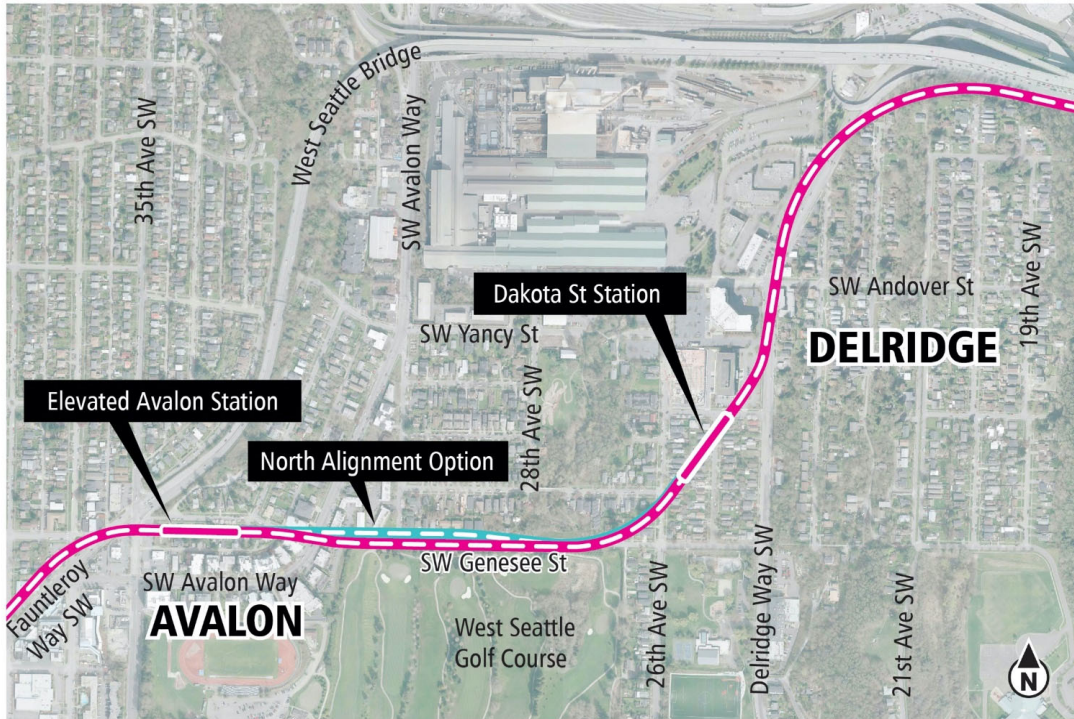 West Seattle Bridge
35th Ave SW
SW Avalon Way
19th Ave SW
SW Andover St
Dakota St Station
SW Yancy St
DELRIDGE
Elevated Avalon Station
North Alignment Option
28th Ave SW
SW Genesee St
SW Avalon Way
AVALON
Fauntleroy
Way SW
West Seattle
Golf Course
26th Ave SW
Delridge Way SW
21st Ave SW
N